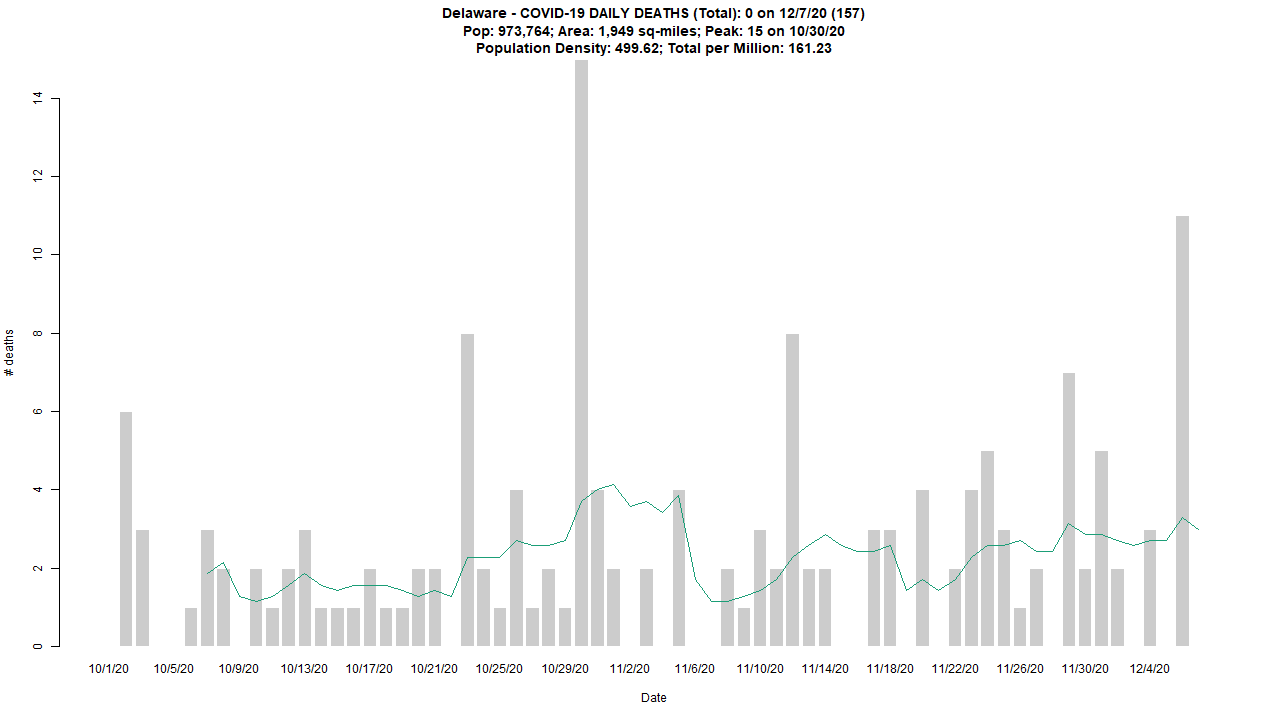 Delaware - COVID-19 DAILY DEATHS (Total): 0 on 12/7/20 (157)
Pop: 973,764; Area: 1,949 sq-miles; Peak: 15 on 10/30/20
Population Density: 499.62; Total per Million: 161.23
14
12
10
8
6
4
2
0
# deaths
10/1/20 10/5/20 10/9/20 10/13/20 10/17/20 10/21/20 10/25/20 10/29/20 11/2/20 11/6/20 11/10/20 11/14/20 11/18/20 11/22/20 11/26/20 11/30/20 12/4/20
Date